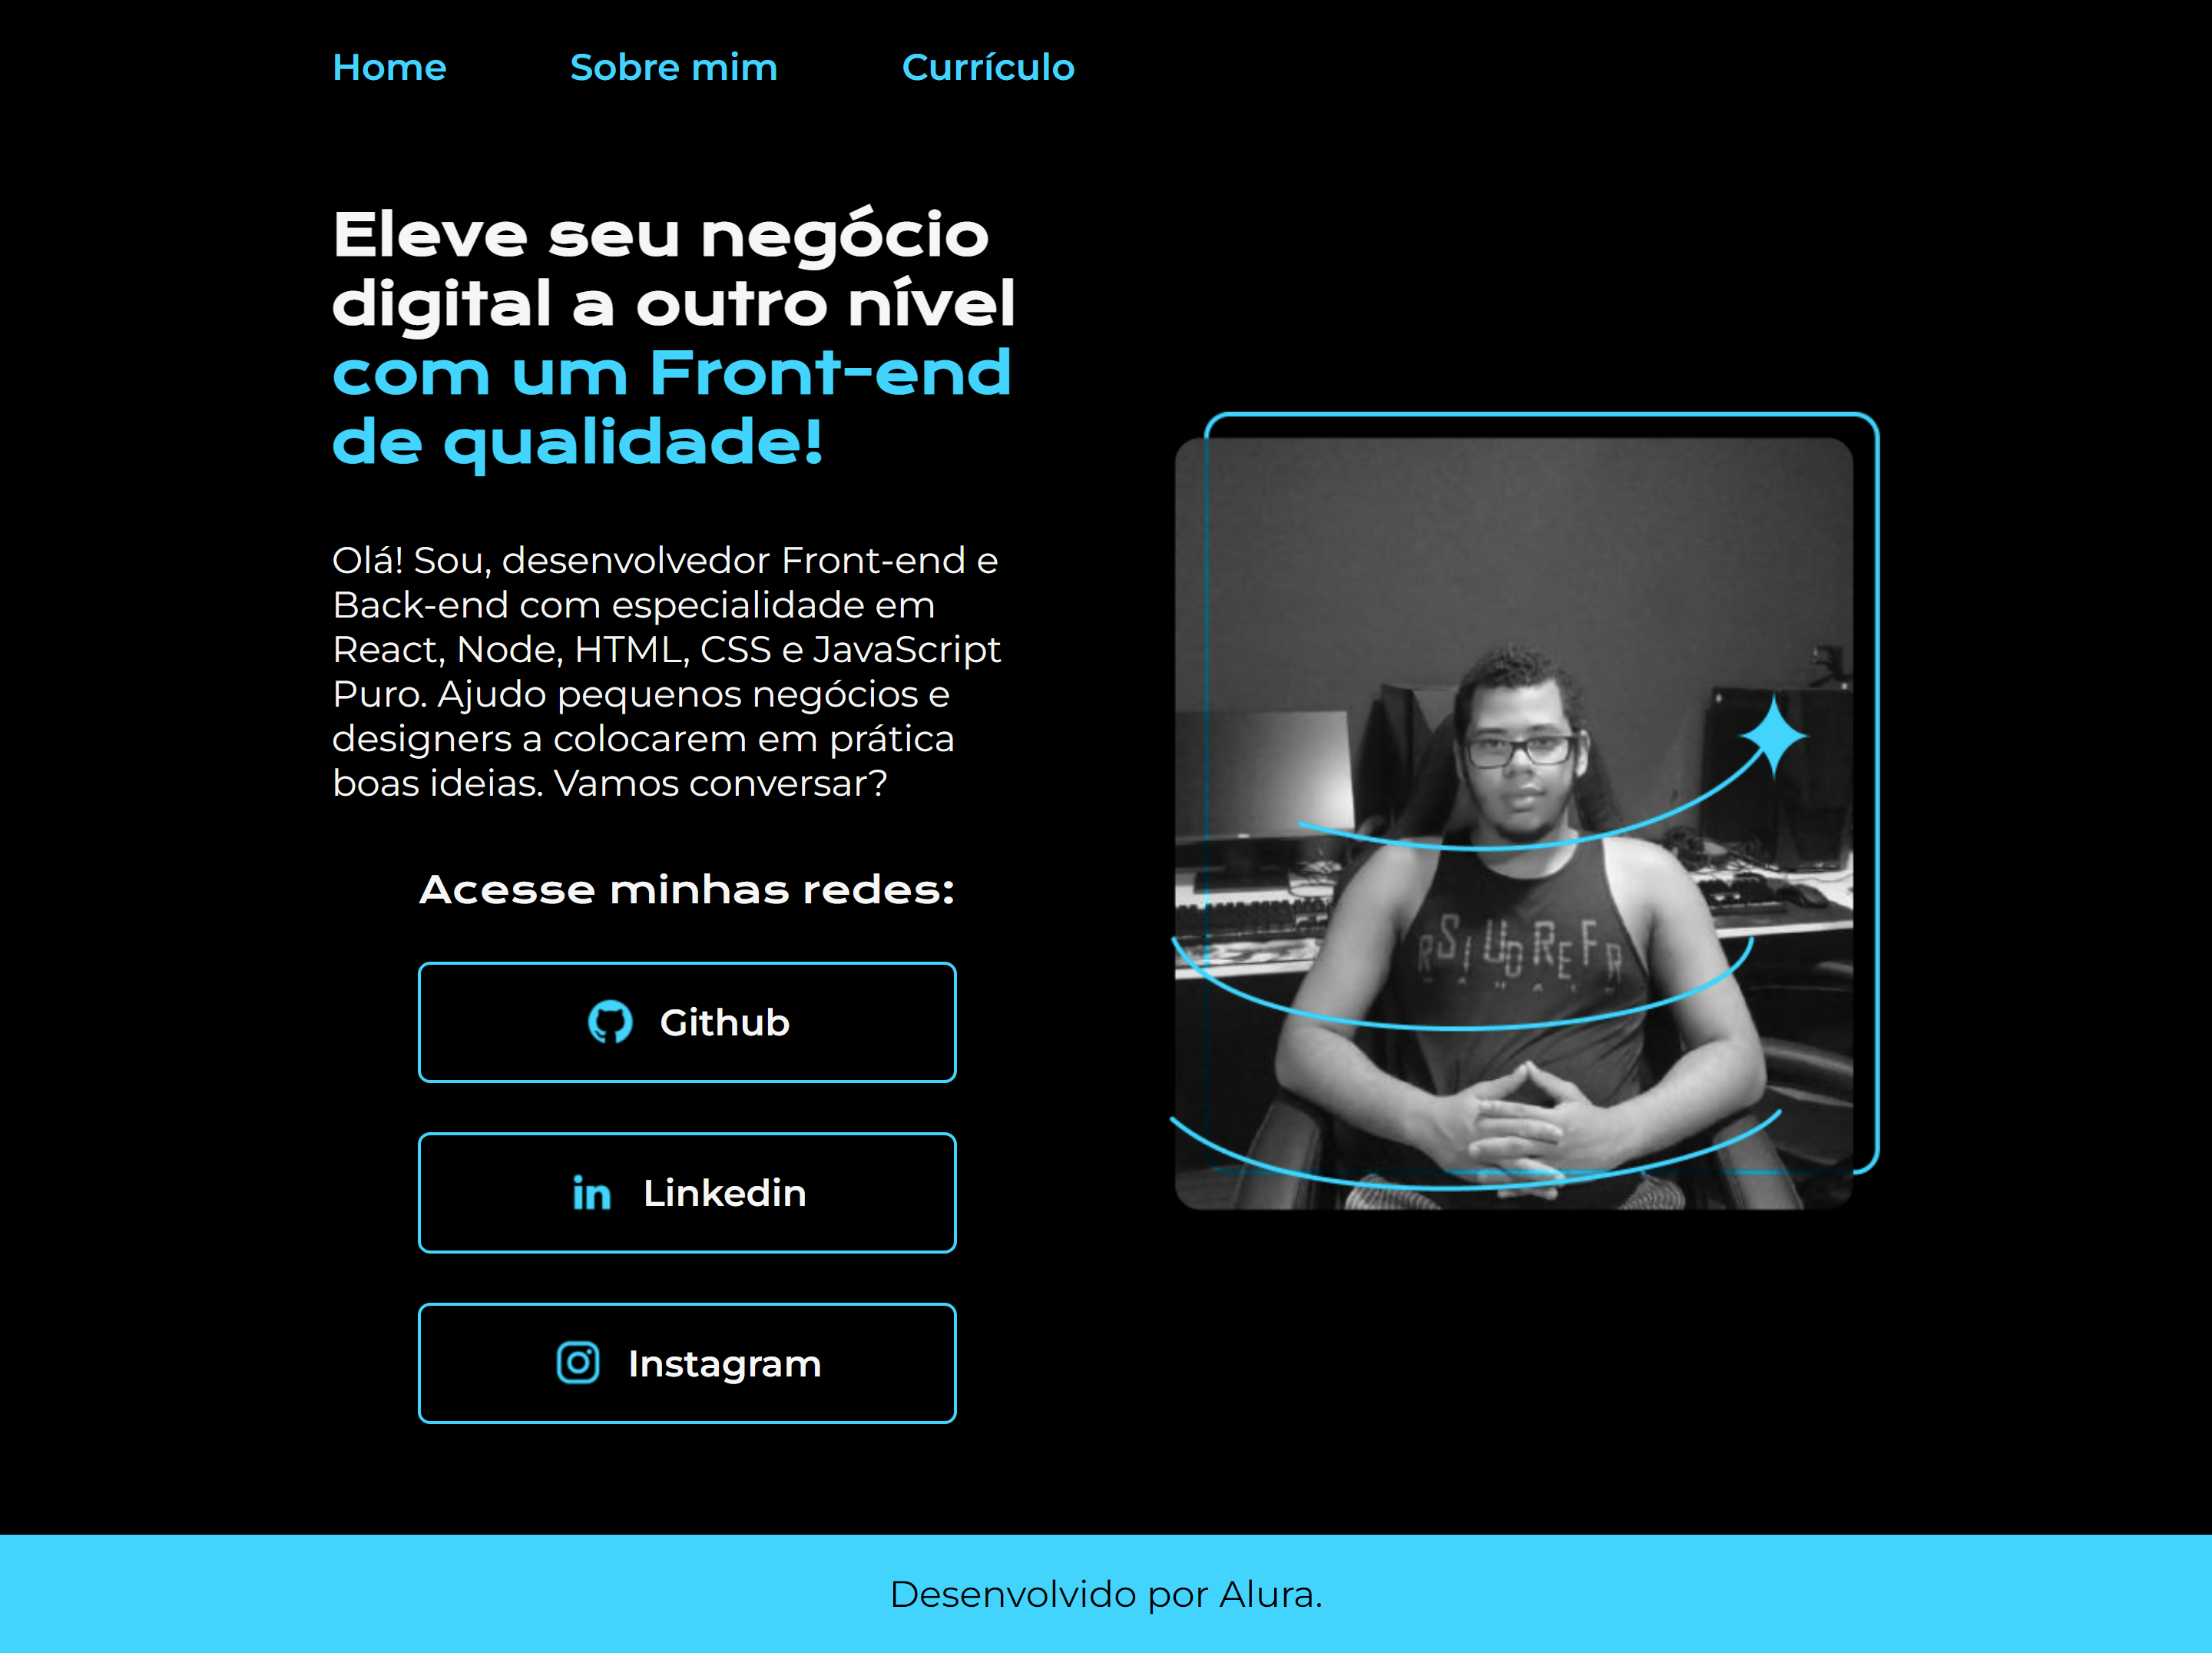 Home Sobre mim Currículo
Eleve seu negócio
digital a outro nível
com um Front-end
de qualidade!
Olá! Sou, desenvolvedor Front-end e
Back-end com especialidade em
React, Node, HTML, CSS e JavaScript
Puro. Ajudo pequenos negócios e
designers a colocarem em prática
boas ideias. Vamos conversar?
Acesse minhas redes:
Github
in Linkedin
Instagram
Desenvolvido por Alura.